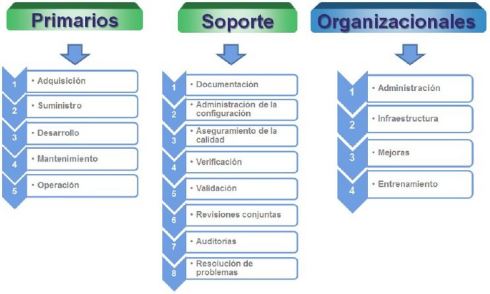 Primarios
1 • Adquisición
2 • Suministro
3 • Desarrollo
4 • Mantenimiento
5 • Operación
Soporte
1 • Documentación
2 • Administración de la
configuración
3 • Aseguramiento de la
calidad
4 • Verificación
5 • Validación
6 • Revisiones conjuntas
7 • Auditorías
8 • Resolución de
problemas
Organizacionales
1 • Administración
2 • Infraestructura
3 • Mejoras
4 • Entrenamiento